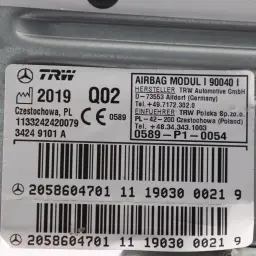 TRW
2019 Q02
Czestochowa, PL
1133242420079
3424 9101 A
CE 0589
AIRBAG MODUL I 90040 I
HERSTELLER TRW Automotive GmbH
D-73553 Alfdorf (Germany)
Tel.+49.7172.302.0
EINFUEHRER TRW Polska Sp.z o.o.
PL-42-200 Czestochowa (Poland)
Tel.+48.34.343.1003
0589-P1-0054
2058604701 11 19030 0021 9
2058604701 11 19030 0021 9